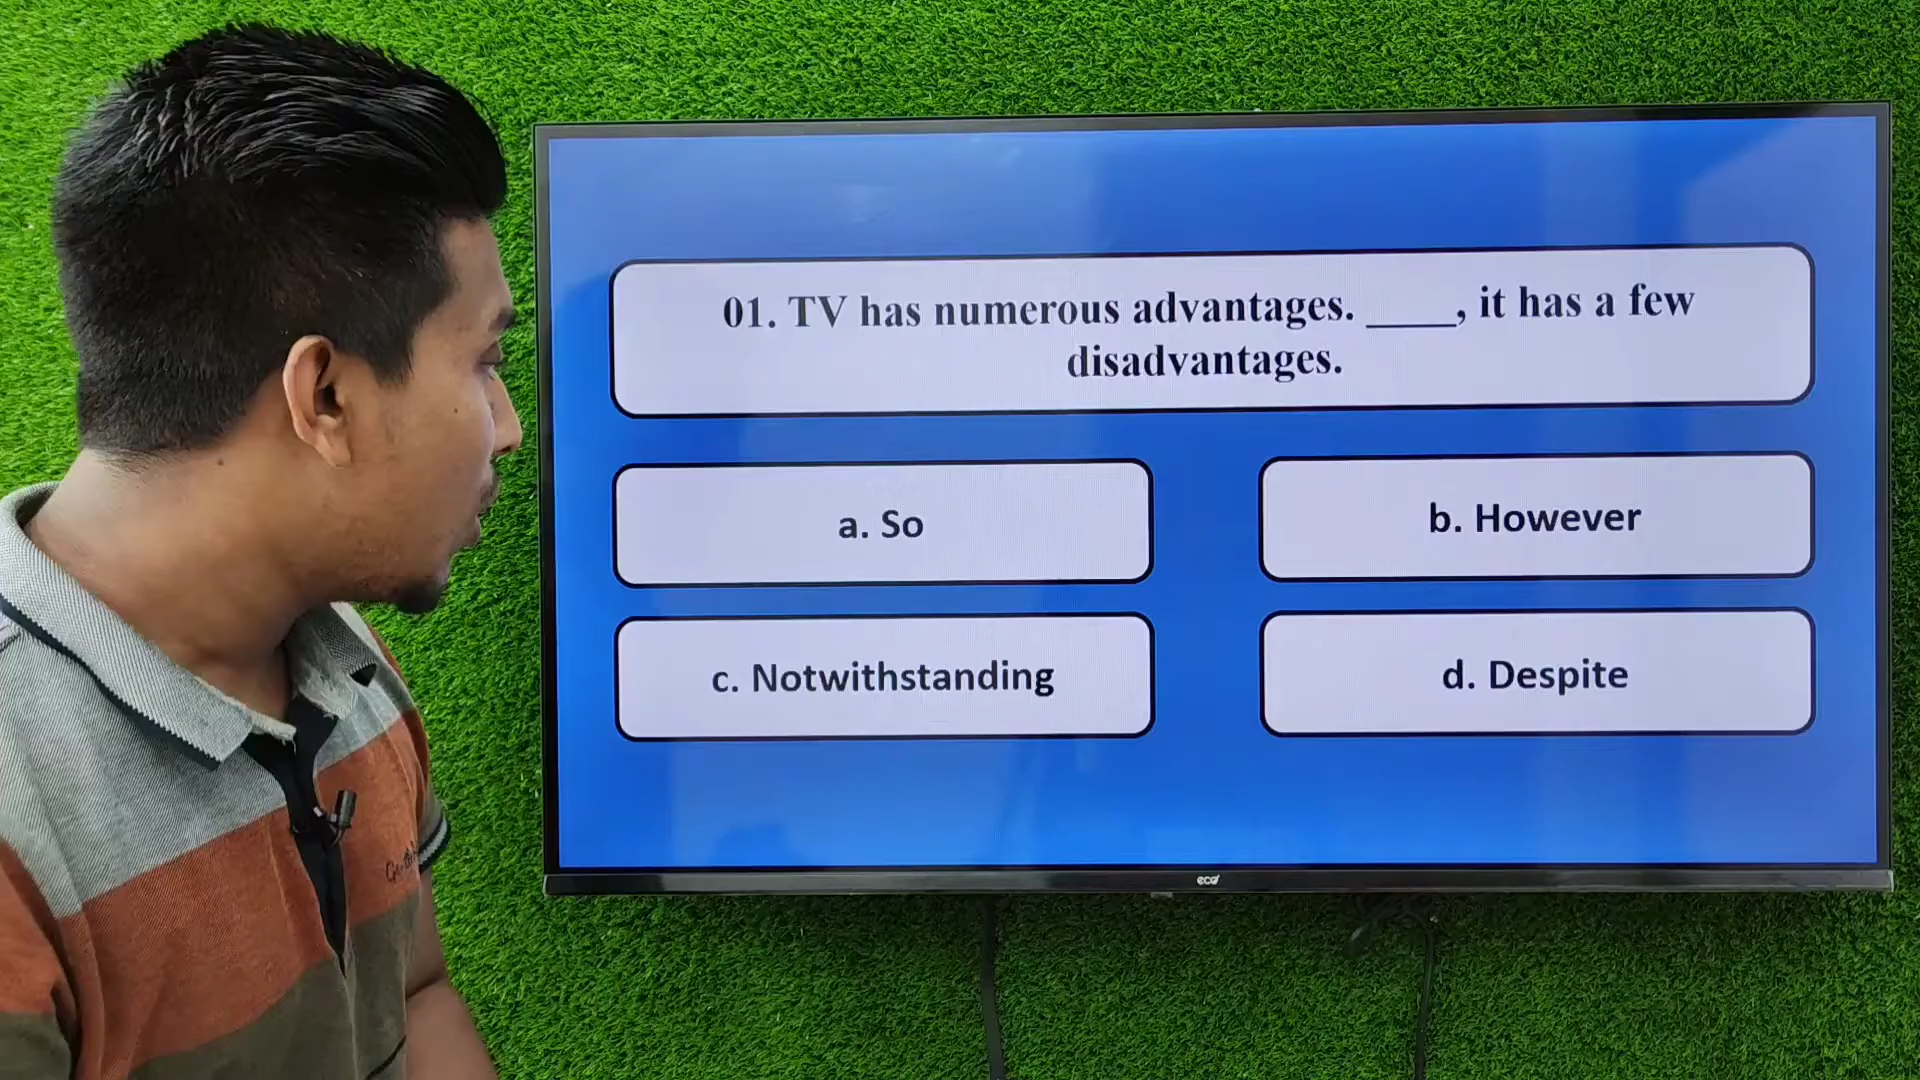 01. TV has numerous advantages. ____, it has a few
disadvantages.
a. So
b. However
c. Notwithstanding
d. Despite
eco